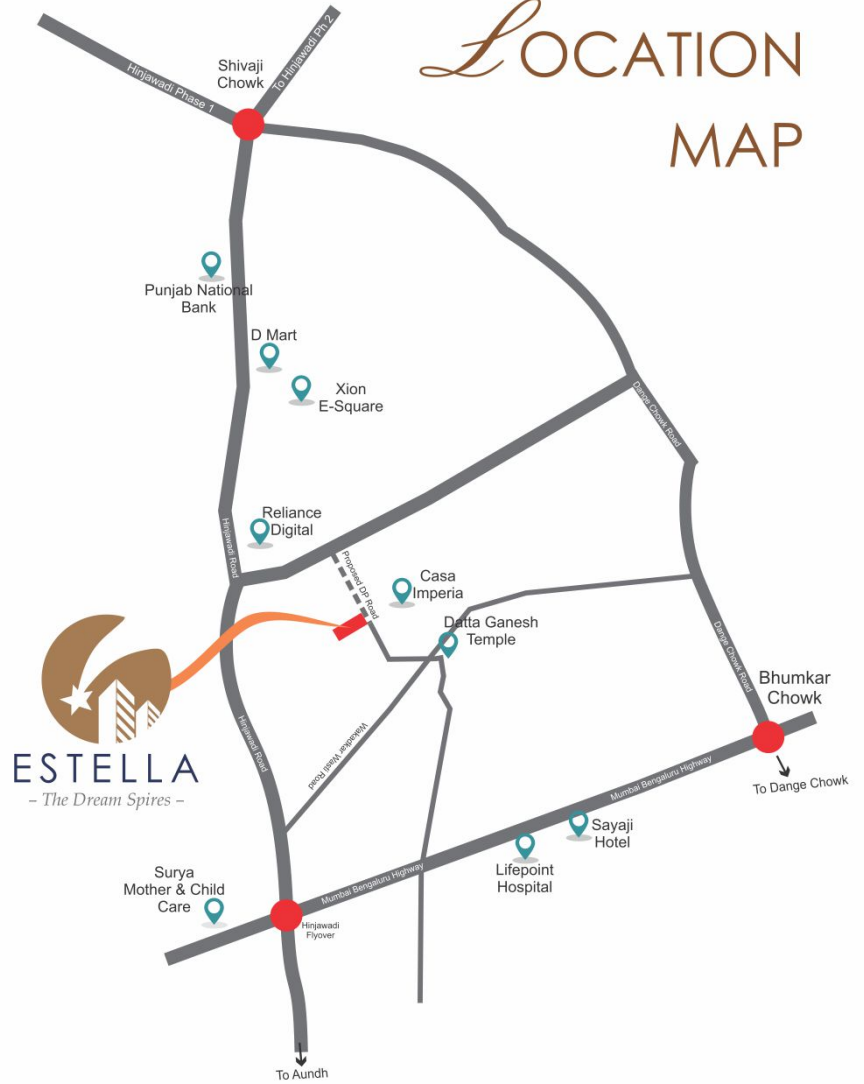 LOCATION
MAP
To Hinjawadi Ph 2
Hinjawadi Phase 1
Shivaji
Chowk
Punjab National
Bank
D Mart
Xion
E-Square
Dange Chowk Road
Reliance
Digital
Hinjawadi Road
Proposed DP Road
Casa
Imperia
Datta Ganesh
Temple
Dange Chowk Road
Bhumkar
Chowk
ESTELLA
– The Dream Spires –
Hinjawadi Road
Wakadkar Wasti Road
Mumbai Bengaluru Highway
To Dange Chowk
Sayaji
Hotel
Lifepoint
Hospital
Surya
Mother & Child
Care
Mumbai Bengaluru Highway
Hinjawadi
Flyover
To Aundh